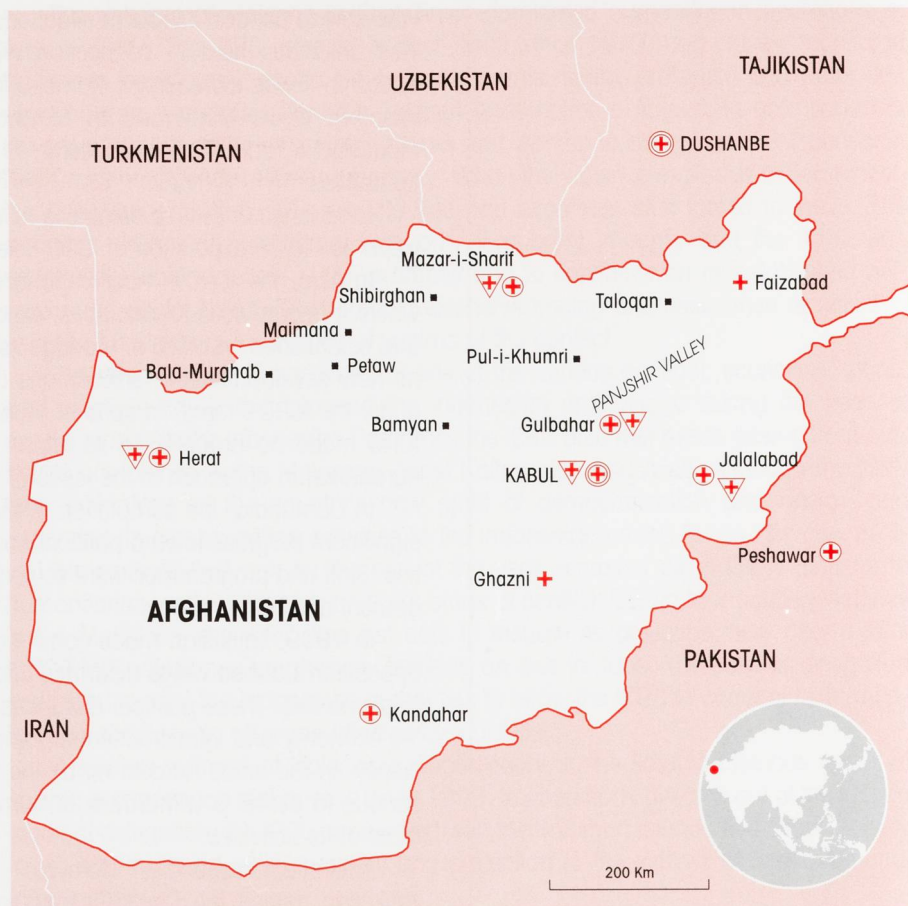 UZBEKISTAN
TAJIKISTAN
TURKMENISTAN
DUSHANBE
Mazar-i-Sharif
Faizabad
Shibirghan
Taloqan
Maimana
Pul-i-Khumri
PANJSHIR VALLEY
Bala-Murghab
Petaw
Bamyan
Gulbahar
Herat
KABUL
Jalalabad
Peshawar
Ghazni
AFGHANISTAN
PAKISTAN
Kandahar
IRAN
200 Km